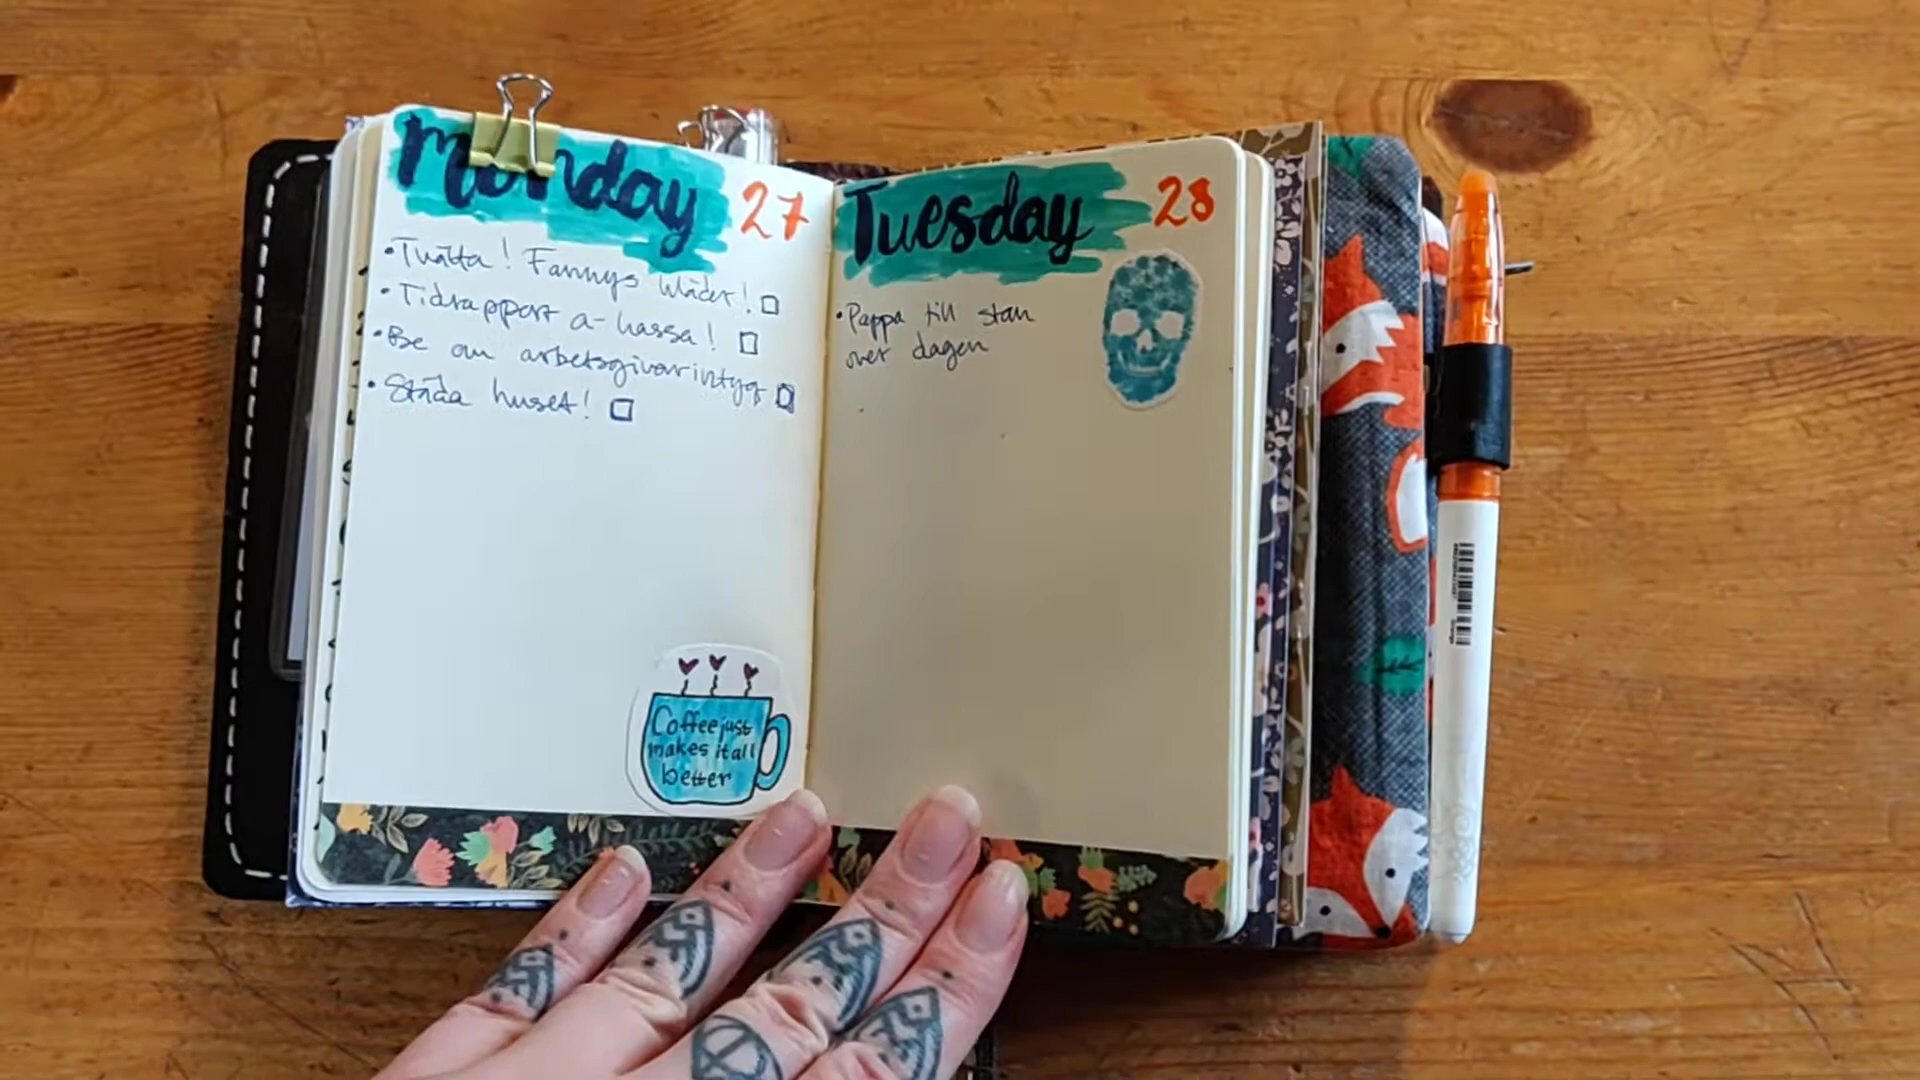 Monday 27
• Tvätta! Fannys kläder!
• Tidrapport a-kassa!
• Be om arbetsgivarintyg
• Städa huset!
Coffee just
makes it all
better
Tuesday 28
• Pappa till stan
över dagen